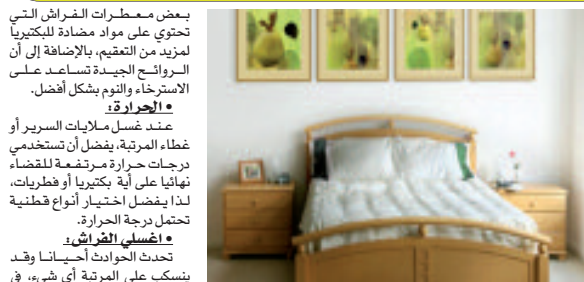 بعض معطرات الفراش التي
تحتوي على مواد مضادة للبكتيريا
لمزيد من التعقيم، بالإضافة إلى أن
الروائح الجيدة تساعد على
الاسترخاء والنوم بشكل أفضل.
• الحرارة:
عند غسل ملايات السرير أو
غطاء المرتبة، يفضل أن تستخدمي
درجات حرارة مرتفعة للقضاء
نهائيا على أية بكتيريا أو فطريات،
لذا يفضل اختيار أنواع قطنية
تحتمل درجة الحرارة.
• اغسلي الفراش:
تحدث الحوادث أحيانا وقد
ينسكب على المرتبة أي شيء، في